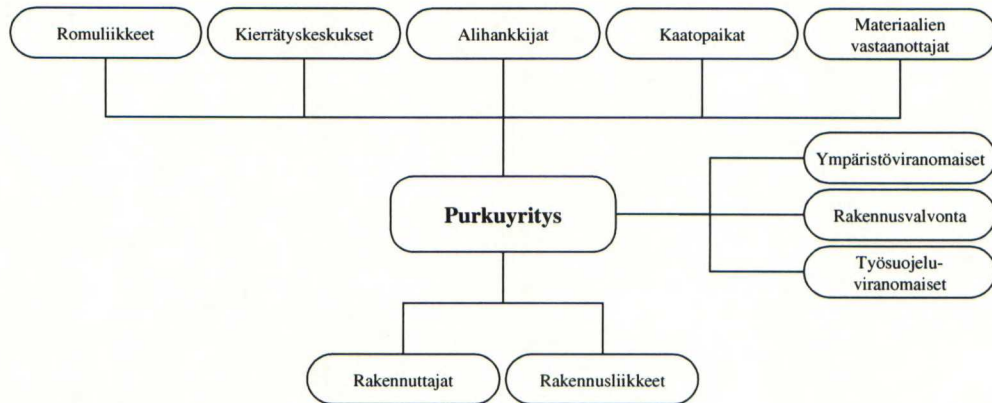 Romuliikkeet
Kierrätyskeskukset
Alihankkijat
Kaatopaikat
Materiaalien
vastaanottajat
Ympäristöviranomaiset
Purkuyritys
Rakennusvalvonta
Työsuojelu-
viranomaiset
Rakennuttajat
Rakennusliikkeet